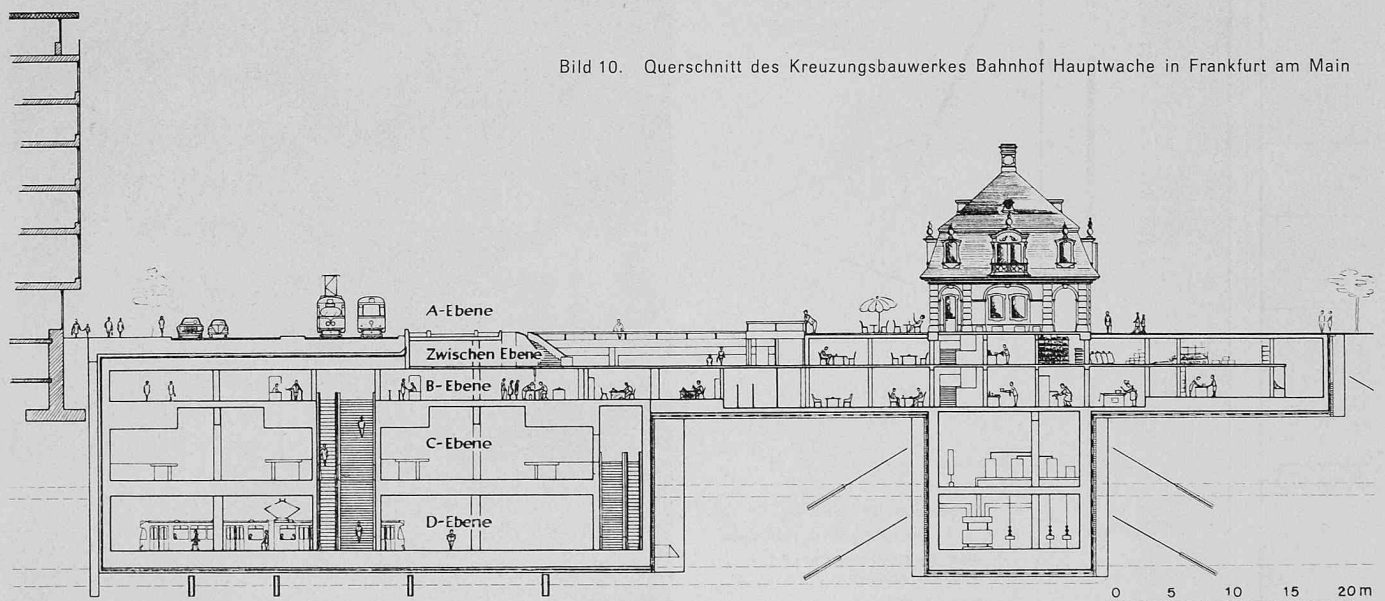 Bild 10. Querschnitt des Kreuzungsbauwerkes Bahnhof Hauptwache in Frankfurt am Main
A-Ebene
Zwischen Ebene
B-Ebene
C-Ebene
D-Ebene
0 5 10 15 20 m